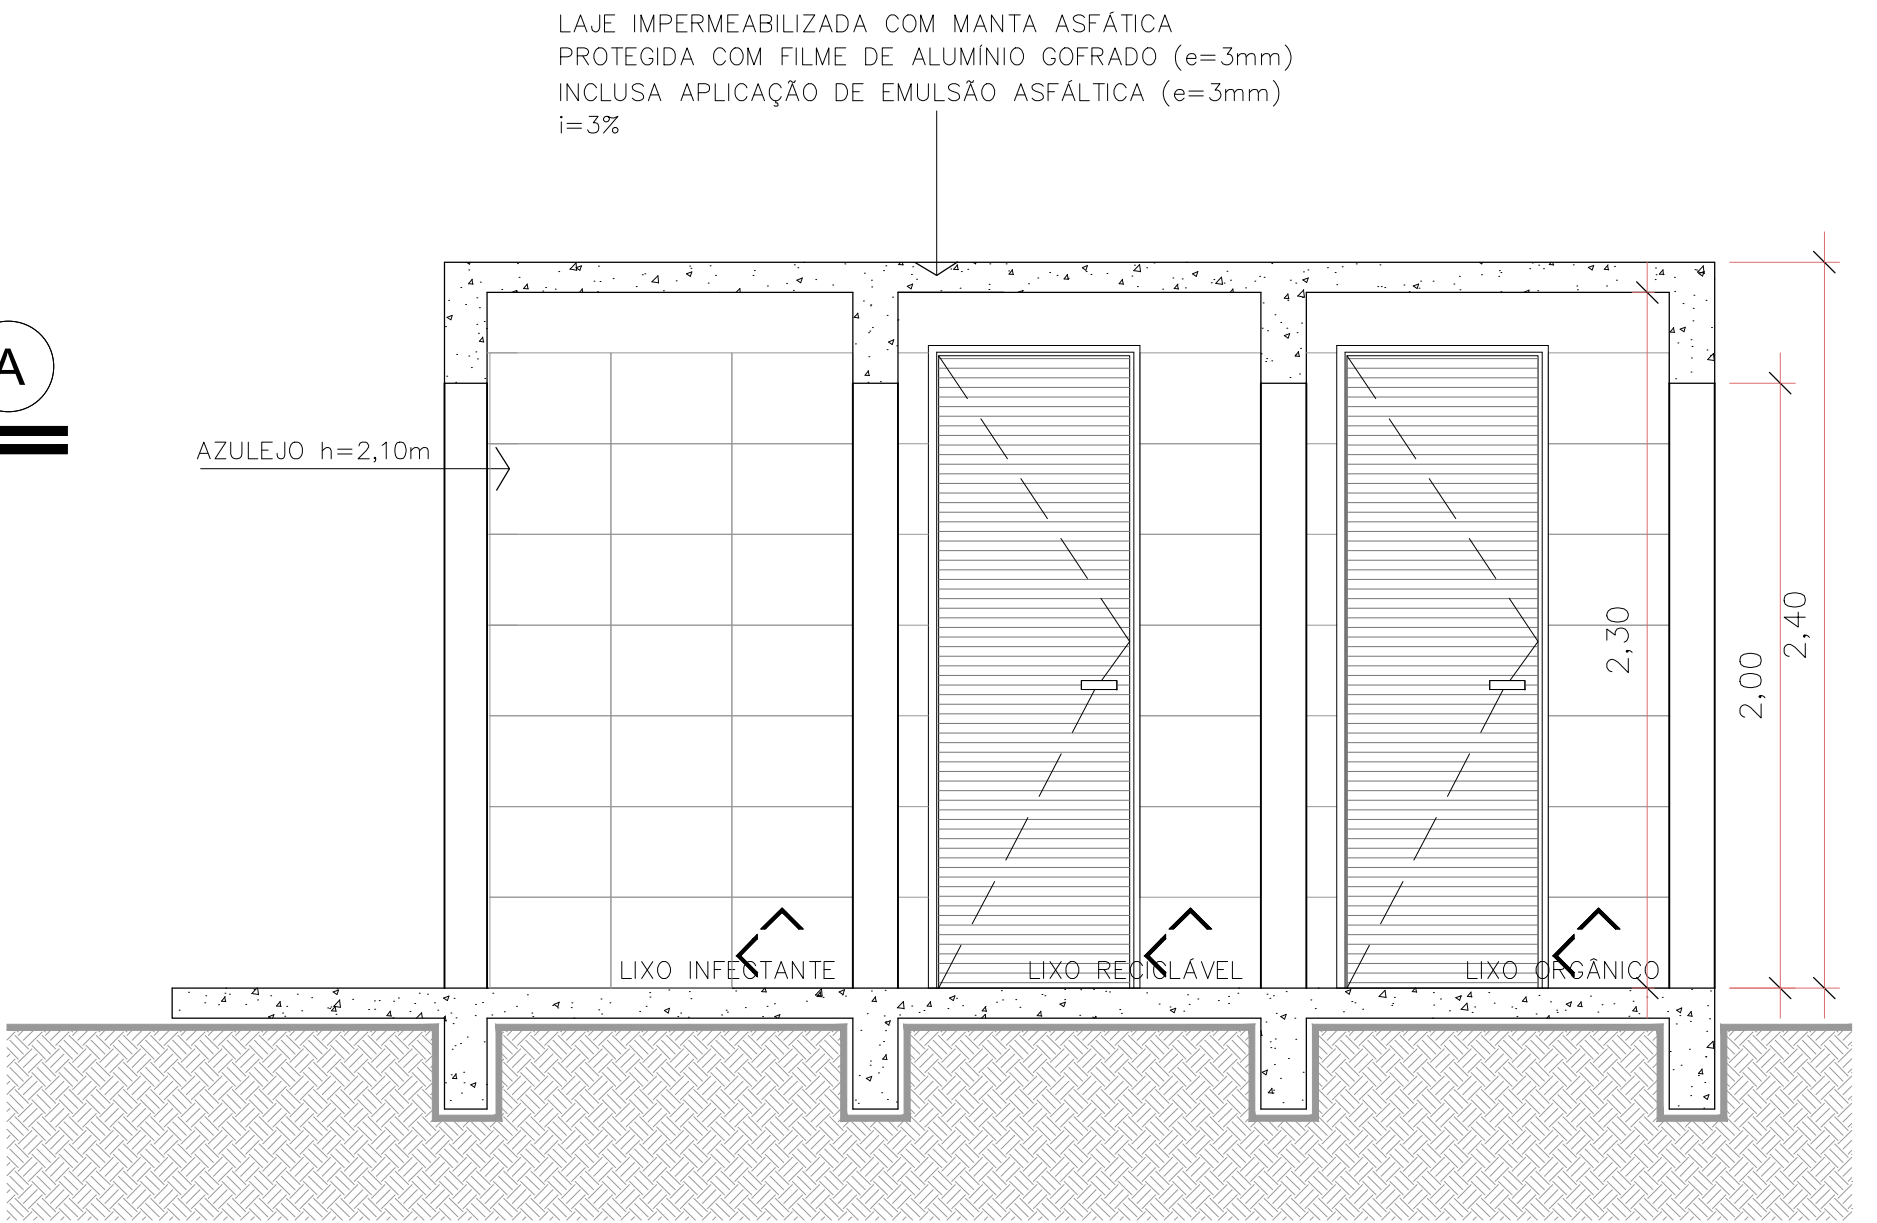 LAJE IMPERMEABILIZADA COM MANTA ASFÁTICA
PROTEGIDA COM FILME DE ALUMÍNIO GOFRADO (e=3mm)
INCLUSA APLICAÇÃO DE EMULSÃO ASFÁLTICA (e=3mm)
i=3%
A
AZULEJO h=2,10m
2,30
2,00
2,40
LIXO INFECTANTE
LIXO RECICLÁVEL
LIXO ORGÂNICO